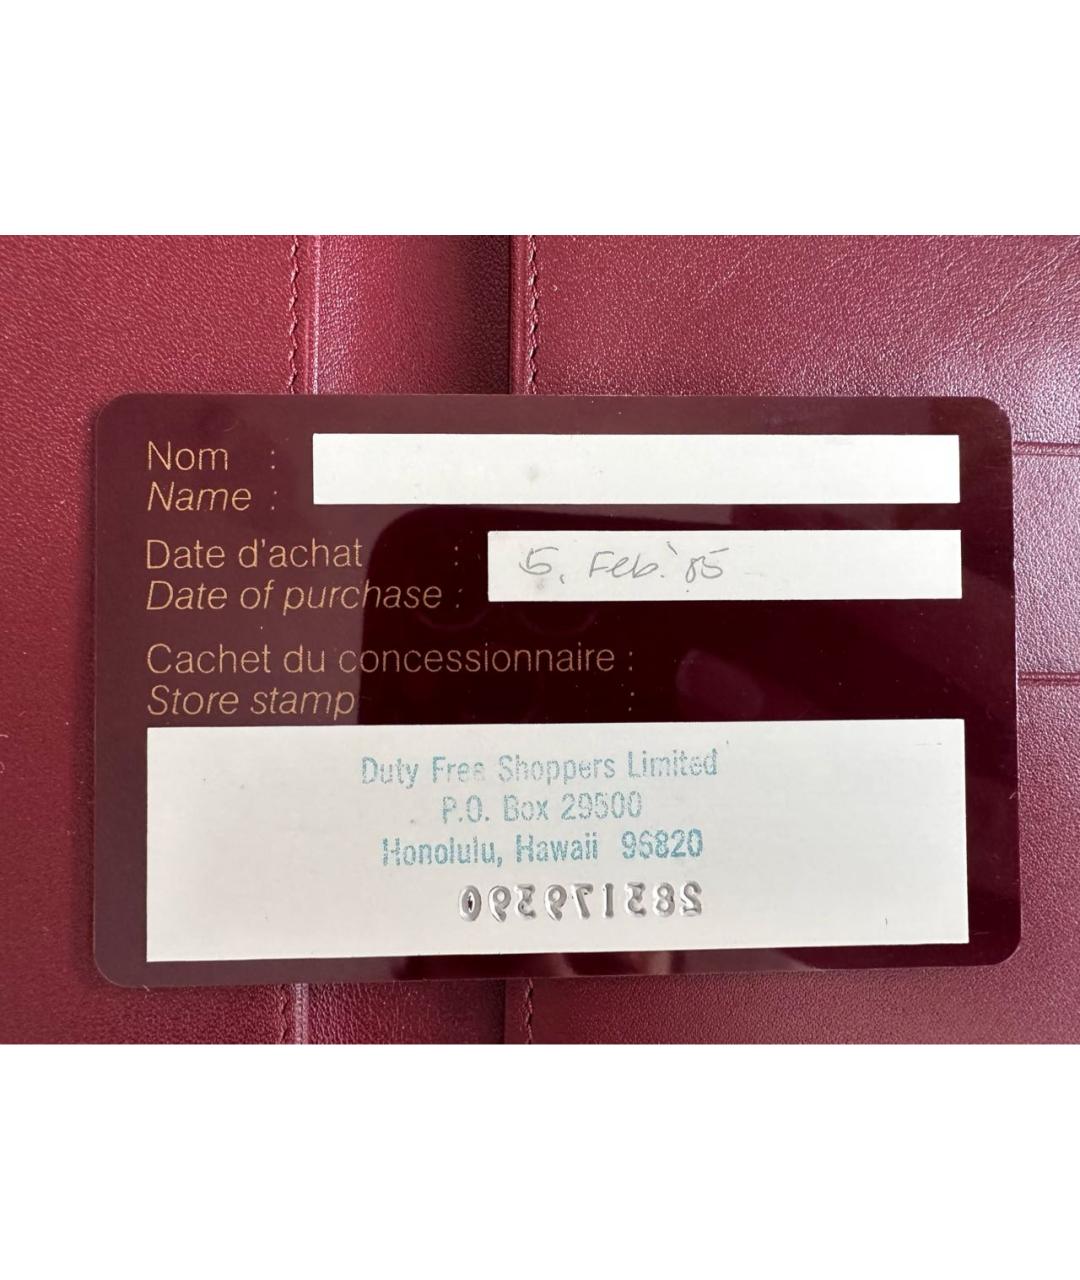 Nom :
Name :
Date d'achat : 5. Feb. '85
Date of purchase :
Cachet du concessionnaire :
Store stamp :
Duty Free Shoppers Limited
P.O. Box 29500
Honolulu, Hawaii 96820
283179390